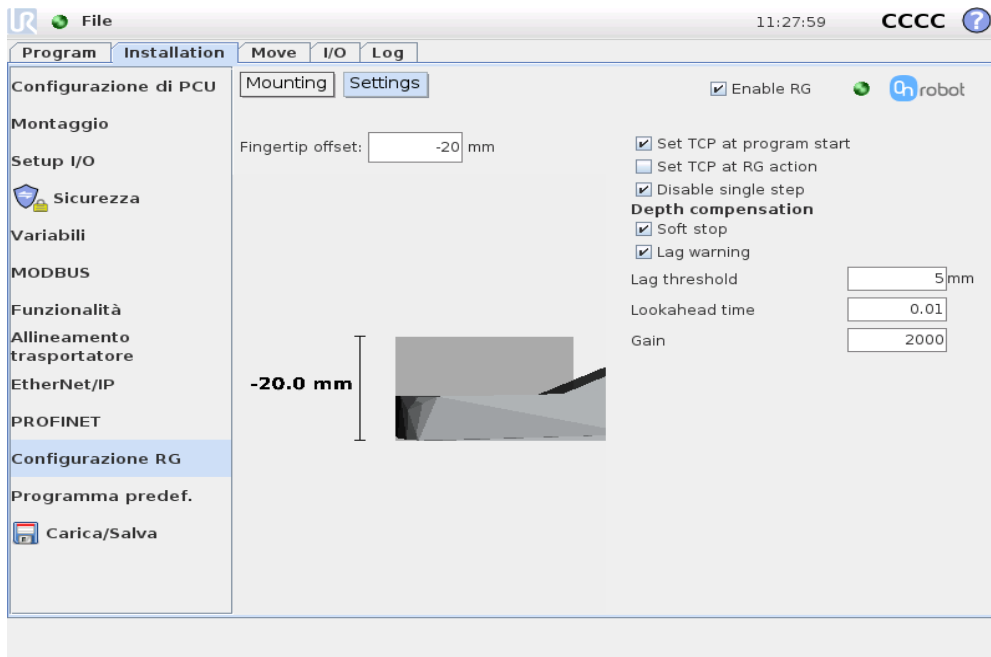 UR File 11:27:59 CCCC ?
Program Installation Move I/O Log
Configurazione di PCU
Montaggio
Setup I/O
Sicurezza
Variabili
MODBUS
Funzionalità
Allineamento
trasportatore
EtherNet/IP
PROFINET
Configurazione RG
Programma predef.
Carica/Salva
Mounting Settings
Enable RG
On robot
Fingertip offset: -20 mm
-20.0 mm
Set TCP at program start
Set TCP at RG action
Disable single step
Depth compensation
Soft stop
Lag warning
Lag threshold 5 mm
Lookahead time 0.01
Gain 2000